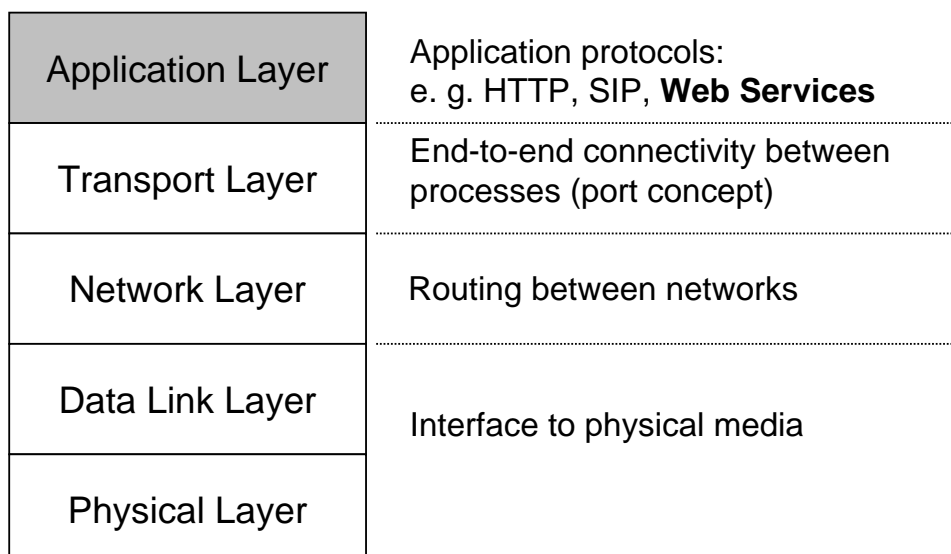 Application Layer
Application protocols:
e. g. HTTP, SIP, Web Services
Transport Layer
End-to-end connectivity between
processes (port concept)
Network Layer
Routing between networks
Data Link Layer
Interface to physical media
Physical Layer